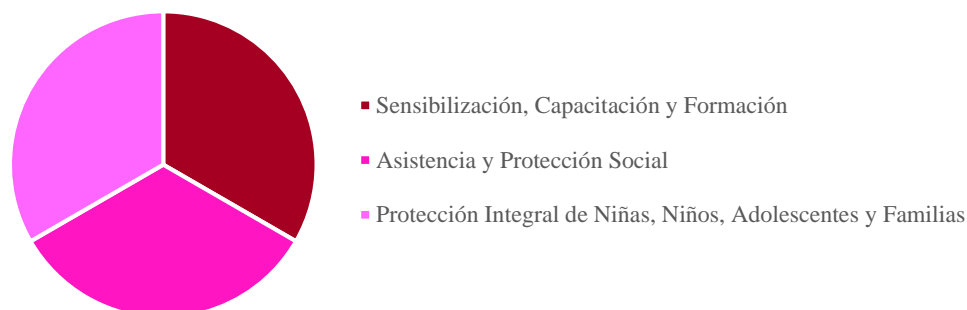 Sensibilización, Capacitación y Formación
Asistencia y Protección Social
Protección Integral de Niñas, Niños, Adolescentes y Familias